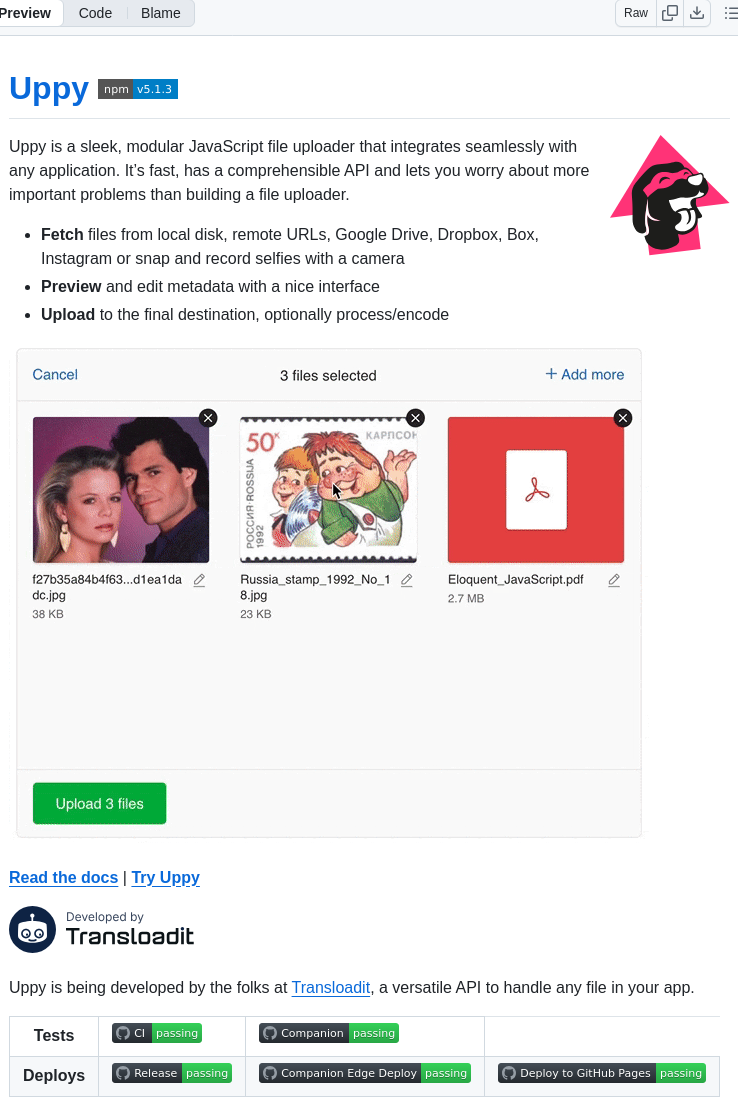 Preview Code Blame Raw
Uppy npm v5.1.3
Uppy is a sleek, modular JavaScript file uploader that integrates seamlessly with
any application. It’s fast, has a comprehensible API and lets you worry about more
important problems than building a file uploader.
• Fetch files from local disk, remote URLs, Google Drive, Dropbox, Box,
Instagram or snap and record selfies with a camera
• Preview and edit metadata with a nice interface
• Upload to the final destination, optionally process/encode
Cancel 3 files selected + Add more
50к КАРЛСОН
РОССИЯ·ROSSIJA
1992
f27b35a84b4f63...d1ea1da
dc.jpg
38 KB
Russia_stamp_1992_No_1
8.jpg
23 KB
Eloquent_JavaScript.pdf
2.7 MB
Upload 3 files
Read the docs | Try Uppy
Developed by
Transloadit
Uppy is being developed by the folks at Transloadit, a versatile API to handle any file in your app.
Tests CI passing Companion passing
Deploys Release passing Companion Edge Deploy passing Deploy to GitHub Pages passing